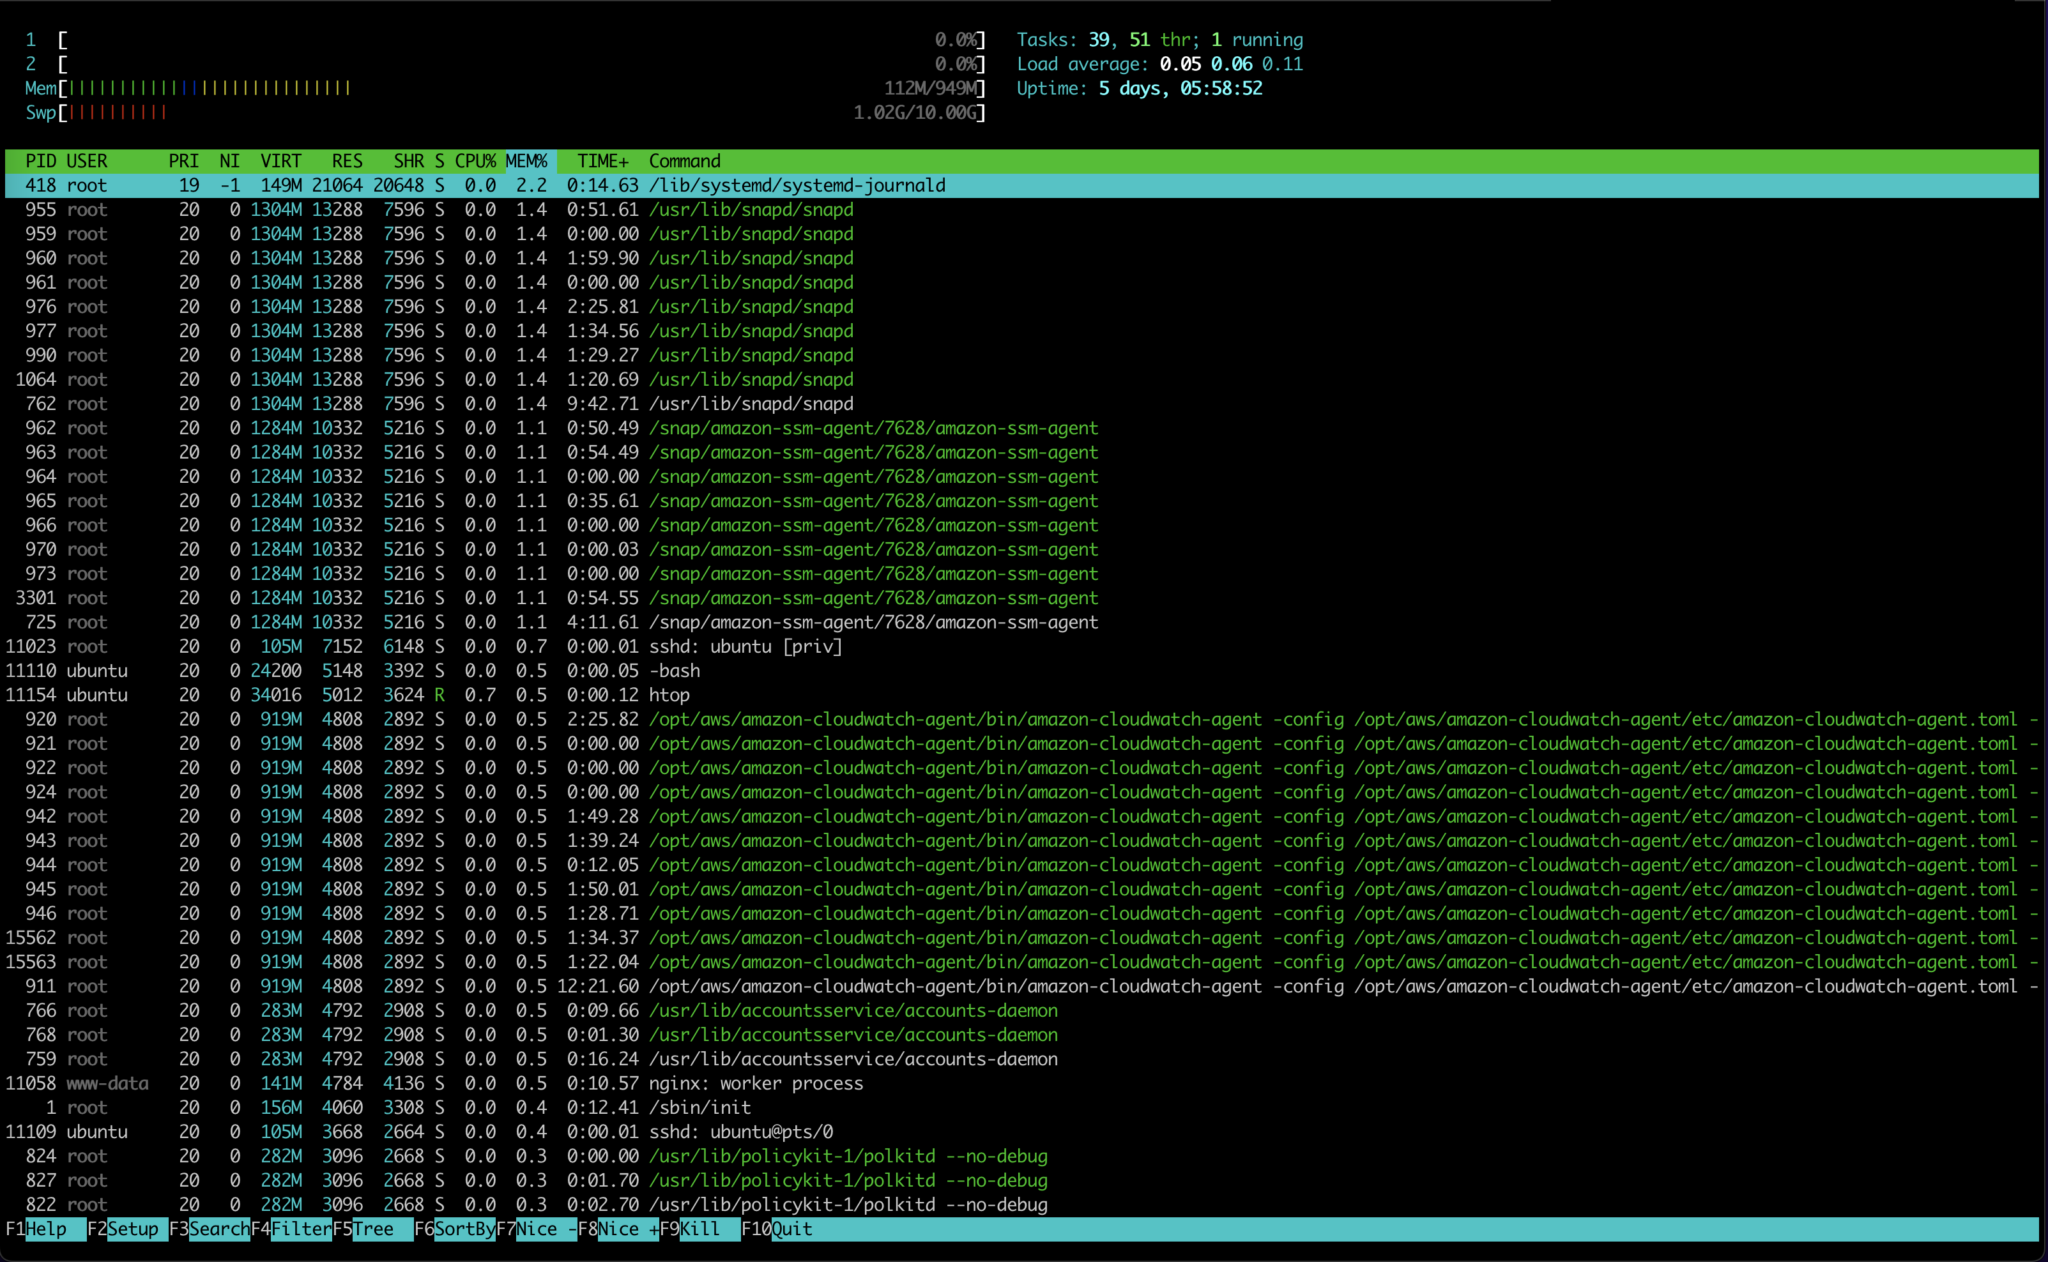 1 [ 0.0%] Tasks: 39, 51 thr; 1 running
2 [ 0.0%] Load average: 0.05 0.06 0.11
Mem[|||||||||||||||||||||||||||| 112M/949M] Uptime: 5 days, 05:58:52
Swp[|||||||||| 1.02G/10.00G]
PID USER PRI NI VIRT RES SHR S CPU% MEM% TIME+ Command
418 root 19 -1 149M 21064 20648 S 0.0 2.2 0:14.63 /lib/systemd/systemd-journald
955 root 20 0 1304M 13288 7596 S 0.0 1.4 0:51.61 /usr/lib/snapd/snapd
959 root 20 0 1304M 13288 7596 S 0.0 1.4 0:00.00 /usr/lib/snapd/snapd
960 root 20 0 1304M 13288 7596 S 0.0 1.4 1:59.90 /usr/lib/snapd/snapd
961 root 20 0 1304M 13288 7596 S 0.0 1.4 0:00.00 /usr/lib/snapd/snapd
976 root 20 0 1304M 13288 7596 S 0.0 1.4 2:25.81 /usr/lib/snapd/snapd
977 root 20 0 1304M 13288 7596 S 0.0 1.4 1:34.56 /usr/lib/snapd/snapd
990 root 20 0 1304M 13288 7596 S 0.0 1.4 1:29.27 /usr/lib/snapd/snapd
1064 root 20 0 1304M 13288 7596 S 0.0 1.4 1:20.69 /usr/lib/snapd/snapd
762 root 20 0 1304M 13288 7596 S 0.0 1.4 9:42.71 /usr/lib/snapd/snapd
962 root 20 0 1284M 10332 5216 S 0.0 1.1 0:50.49 /snap/amazon-ssm-agent/7628/amazon-ssm-agent
963 root 20 0 1284M 10332 5216 S 0.0 1.1 0:54.49 /snap/amazon-ssm-agent/7628/amazon-ssm-agent
964 root 20 0 1284M 10332 5216 S 0.0 1.1 0:00.00 /snap/amazon-ssm-agent/7628/amazon-ssm-agent
965 root 20 0 1284M 10332 5216 S 0.0 1.1 0:35.61 /snap/amazon-ssm-agent/7628/amazon-ssm-agent
966 root 20 0 1284M 10332 5216 S 0.0 1.1 0:00.00 /snap/amazon-ssm-agent/7628/amazon-ssm-agent
970 root 20 0 1284M 10332 5216 S 0.0 1.1 0:00.03 /snap/amazon-ssm-agent/7628/amazon-ssm-agent
973 root 20 0 1284M 10332 5216 S 0.0 1.1 0:00.00 /snap/amazon-ssm-agent/7628/amazon-ssm-agent
3301 root 20 0 1284M 10332 5216 S 0.0 1.1 0:54.55 /snap/amazon-ssm-agent/7628/amazon-ssm-agent
725 root 20 0 1284M 10332 5216 S 0.0 1.1 4:11.61 /snap/amazon-ssm-agent/7628/amazon-ssm-agent
11023 root 20 0 105M 7152 6148 S 0.0 0.7 0:00.01 sshd: ubuntu [priv]
11110 ubuntu 20 0 24200 5148 3392 S 0.0 0.5 0:00.05 -bash
11154 ubuntu 20 0 34016 5012 3624 R 0.7 0.5 0:00.12 htop
920 root 20 0 919M 4808 2892 S 0.0 0.5 2:25.82 /opt/aws/amazon-cloudwatch-agent/bin/amazon-cloudwatch-agent -config /opt/aws/amazon-cloudwatch-agent/etc/amazon-cloudwatch-agent.toml -
921 root 20 0 919M 4808 2892 S 0.0 0.5 0:00.00 /opt/aws/amazon-cloudwatch-agent/bin/amazon-cloudwatch-agent -config /opt/aws/amazon-cloudwatch-agent/etc/amazon-cloudwatch-agent.toml -
922 root 20 0 919M 4808 2892 S 0.0 0.5 0:00.00 /opt/aws/amazon-cloudwatch-agent/bin/amazon-cloudwatch-agent -config /opt/aws/amazon-cloudwatch-agent/etc/amazon-cloudwatch-agent.toml -
924 root 20 0 919M 4808 2892 S 0.0 0.5 0:00.00 /opt/aws/amazon-cloudwatch-agent/bin/amazon-cloudwatch-agent -config /opt/aws/amazon-cloudwatch-agent/etc/amazon-cloudwatch-agent.toml -
942 root 20 0 919M 4808 2892 S 0.0 0.5 1:49.28 /opt/aws/amazon-cloudwatch-agent/bin/amazon-cloudwatch-agent -config /opt/aws/amazon-cloudwatch-agent/etc/amazon-cloudwatch-agent.toml -
943 root 20 0 919M 4808 2892 S 0.0 0.5 1:39.24 /opt/aws/amazon-cloudwatch-agent/bin/amazon-cloudwatch-agent -config /opt/aws/amazon-cloudwatch-agent/etc/amazon-cloudwatch-agent.toml -
944 root 20 0 919M 4808 2892 S 0.0 0.5 0:12.05 /opt/aws/amazon-cloudwatch-agent/bin/amazon-cloudwatch-agent -config /opt/aws/amazon-cloudwatch-agent/etc/amazon-cloudwatch-agent.toml -
945 root 20 0 919M 4808 2892 S 0.0 0.5 1:50.01 /opt/aws/amazon-cloudwatch-agent/bin/amazon-cloudwatch-agent -config /opt/aws/amazon-cloudwatch-agent/etc/amazon-cloudwatch-agent.toml -
946 root 20 0 919M 4808 2892 S 0.0 0.5 1:28.71 /opt/aws/amazon-cloudwatch-agent/bin/amazon-cloudwatch-agent -config /opt/aws/amazon-cloudwatch-agent/etc/amazon-cloudwatch-agent.toml -
15562 root 20 0 919M 4808 2892 S 0.0 0.5 1:34.37 /opt/aws/amazon-cloudwatch-agent/bin/amazon-cloudwatch-agent -config /opt/aws/amazon-cloudwatch-agent/etc/amazon-cloudwatch-agent.toml -
15563 root 20 0 919M 4808 2892 S 0.0 0.5 1:22.04 /opt/aws/amazon-cloudwatch-agent/bin/amazon-cloudwatch-agent -config /opt/aws/amazon-cloudwatch-agent/etc/amazon-cloudwatch-agent.toml -
911 root 20 0 919M 4808 2892 S 0.0 0.5 12:21.60 /opt/aws/amazon-cloudwatch-agent/bin/amazon-cloudwatch-agent -config /opt/aws/amazon-cloudwatch-agent/etc/amazon-cloudwatch-agent.toml -
766 root 20 0 283M 4792 2908 S 0.0 0.5 0:09.66 /usr/lib/accountsservice/accounts-daemon
768 root 20 0 283M 4792 2908 S 0.0 0.5 0:01.30 /usr/lib/accountsservice/accounts-daemon
759 root 20 0 283M 4792 2908 S 0.0 0.5 0:16.24 /usr/lib/accountsservice/accounts-daemon
11058 www-data 20 0 141M 4784 4136 S 0.0 0.5 0:10.57 nginx: worker process
1 root 20 0 156M 4060 3308 S 0.0 0.4 0:12.41 /sbin/init
11109 ubuntu 20 0 105M 3668 2664 S 0.0 0.4 0:00.01 sshd: ubuntu@pts/0
824 root 20 0 282M 3096 2668 S 0.0 0.3 0:00.00 /usr/lib/policykit-1/polkitd --no-debug
827 root 20 0 282M 3096 2668 S 0.0 0.3 0:01.70 /usr/lib/policykit-1/polkitd --no-debug
822 root 20 0 282M 3096 2668 S 0.0 0.3 0:02.70 /usr/lib/policykit-1/polkitd --no-debug
F1Help F2Setup F3SearchF4FilterF5Tree F6SortByF7Nice -F8Nice +F9Kill F10Quit